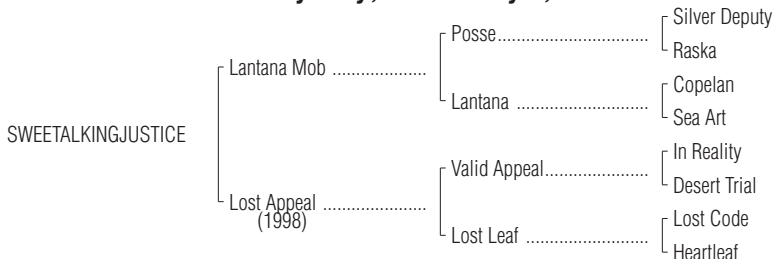 Silver Deputy
Posse
Raska
Lantana Mob
Copelan
Lantana
Sea Art
SWEETALKINGJUSTICE
In Reality
Valid Appeal
Desert Trial
Lost Appeal
(1998)
Lost Code
Lost Leaf
Heartleaf